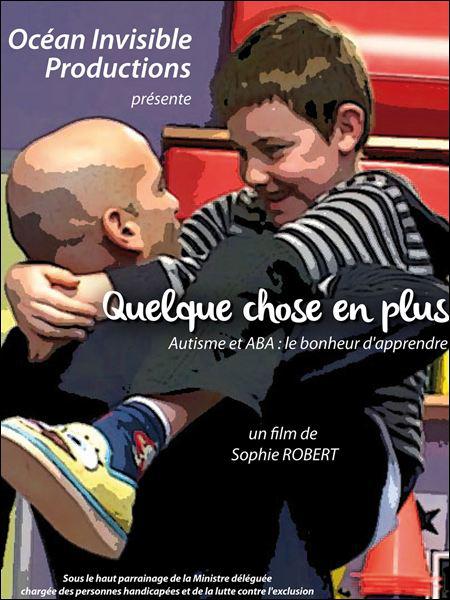 Océan Invisible
Productions
présente
Quelque chose en plus
Autisme et ABA : le bonheur d'apprendre
un film de
Sophie ROBERT
Sous le haut parrainage de la Ministre déléguée
chargée des personnes handicapées et de la lutte contre l'exclusion